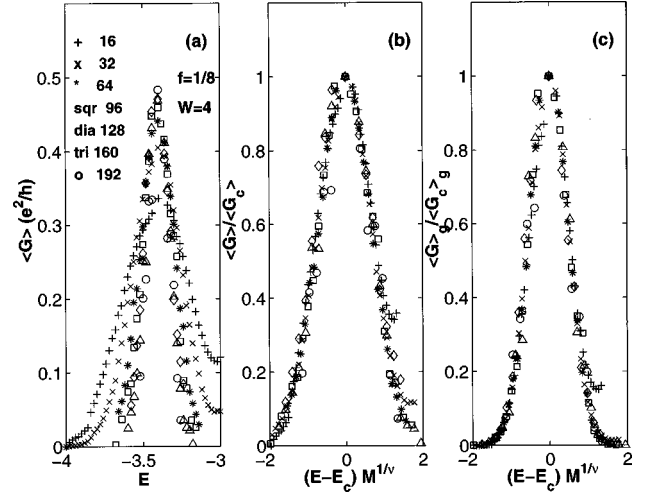 (a)
+ 16
x 32
* 64
sqr 96
dia 128
tri 160
o 192
f=1/8
W=4
<G> (e²/h)
0.5
0.4
0.3
0.2
0.1
0
-4
-3.5
-3
E
(b)
<G>/<G_c>
1
0.8
0.6
0.4
0.2
0
-2
0
2
(E-E_c) M^{1/ν}
(c)
<G>_g/<G_c>_g
1
0.8
0.6
0.4
0.2
0
-2
0
2
(E-E_c) M^{1/ν}